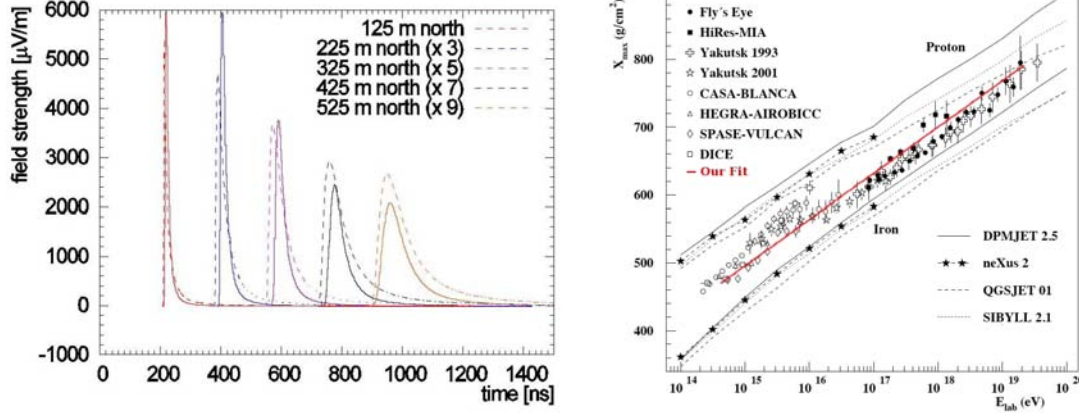 field strength [µV/m]
6000
5000
4000
3000
2000
1000
0
-1000
125 m north
225 m north (x 3)
325 m north (x 5)
425 m north (x 7)
525 m north (x 9)
0 200 400 600 800 1000 1200 1400
time [ns]
X max (g/cm²)
800
700
600
500
400
Fly´s Eye
HiRes-MIA
Yakutsk 1993
Yakutsk 2001
CASA-BLANCA
HEGRA-AIROBICC
SPASE-VULCAN
DICE
Our Fit
Proton
Iron
DPMJET 2.5
neXus 2
QGSJET 01
SIBYLL 2.1
10 14 10 15 10 16 10 17 10 18 10 19 10 20
E lab (eV)